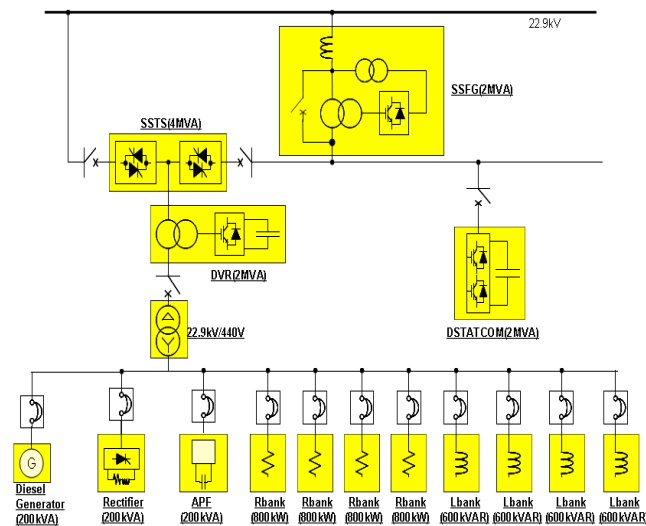 22.9kV
SSFG(2MVA)
SSTS(4MVA)
DVR(2MVA)
DSTATCOM(2MVA)
22.9kV/440V
G
Diesel
Generator
(200kVA)
Rectifier
(200kVA)
APF
(200kVA)
Rbank
(800kW)
Rbank
(800kW)
Rbank
(800kW)
Rbank
(800kW)
Lbank
(600kVAR)
Lbank
(600kVAR)
Lbank
(600kVAR)
Lbank
(600kVAR)